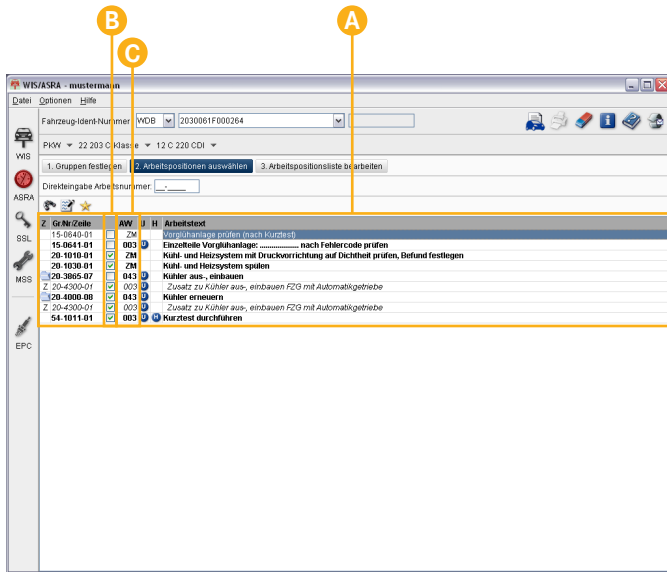 B
A
C
WIS/ASRA - mustermann
Datei Optionen Hilfe
Fahrzeug-Ident-Nummer WDB 2030061F000264
PKW 22 203 C-Klasse 12 C 220 CDI
1. Gruppen festlegen 2. Arbeitspositionen auswählen 3. Arbeitspositionsliste bearbeiten
Direkteingabe Arbeitsnummer: __-____
WIS
ASRA
SSL
MSS
EPC
Z Gr/Nr/Zeile AW U H Arbeitstext
15-0640-01 ZM Vorglühanlage prüfen (nach Kurztest)
15-0641-01 003 U Einzelteile Vorglühanlage: .................. nach Fehlercode prüfen
20-1010-01 ZM Kühl- und Heizsystem mit Druckvorrichtung auf Dichtheit prüfen, Befund festlegen
20-1030-01 ZM Kühl- und Heizsystem spülen
20-3865-07 043 U Kühler aus-, einbauen
Z 20-4300-01 003 U Zusatz zu Kühler aus-, einbauen FZG mit Automatikgetriebe
20-4000-08 043 U Kühler erneuern
Z 20-4300-01 003 U Zusatz zu Kühler aus-, einbauen FZG mit Automatikgetriebe
54-1011-01 003 U H Kurztest durchführen